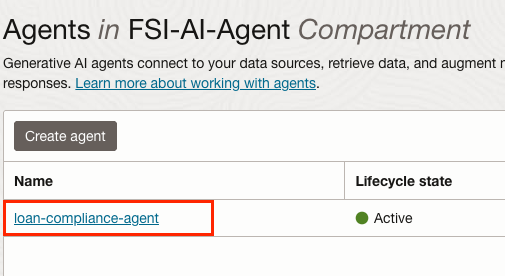 Agents in FSI-AI-Agent Compartment
Generative AI agents connect to your data sources, retrieve data, and augment
responses. Learn more about working with agents.
Create agent
Name Lifecycle state
loan-compliance-agent Active